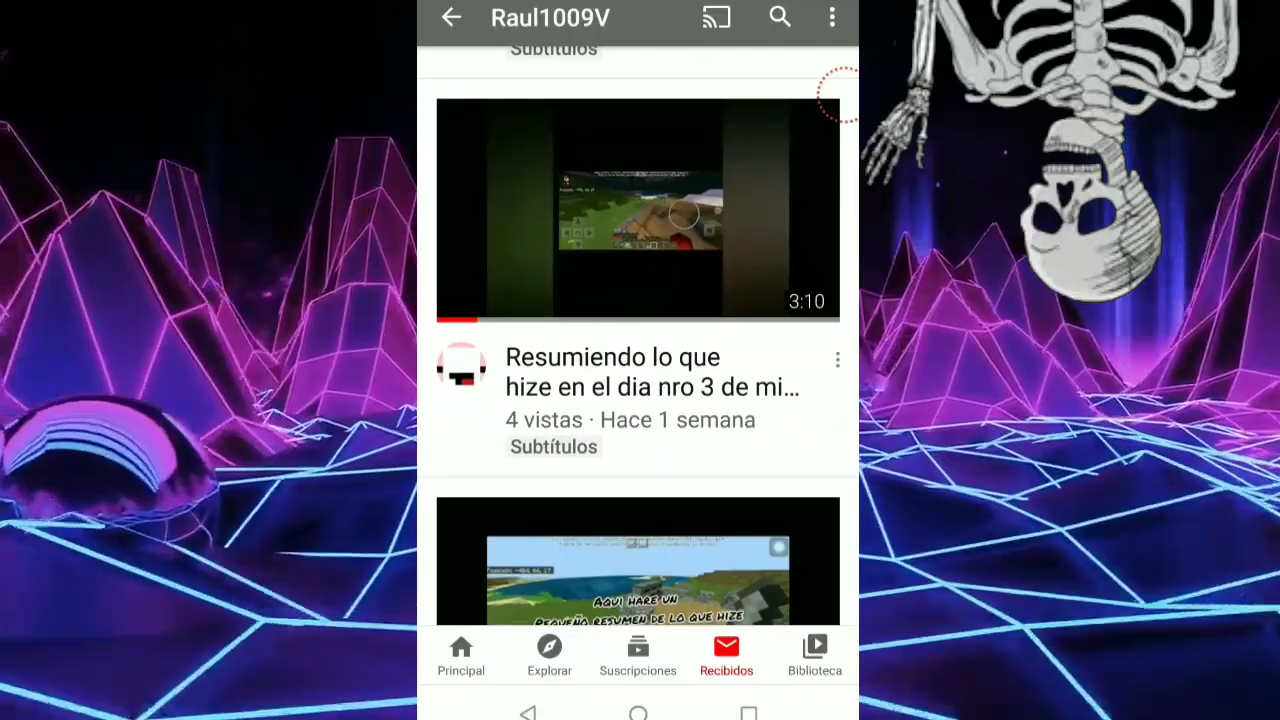 Raul1009V
Subtítulos
3:10
Resumiendo lo que
hize en el dia nro 3 de mi...
4 vistas · Hace 1 semana
Subtítulos
AQUI HARE UN
PEQUEÑO RESUMEN DE LO QUE HIZE
Principal
Explorar
Suscripciones
Recibidos
Biblioteca